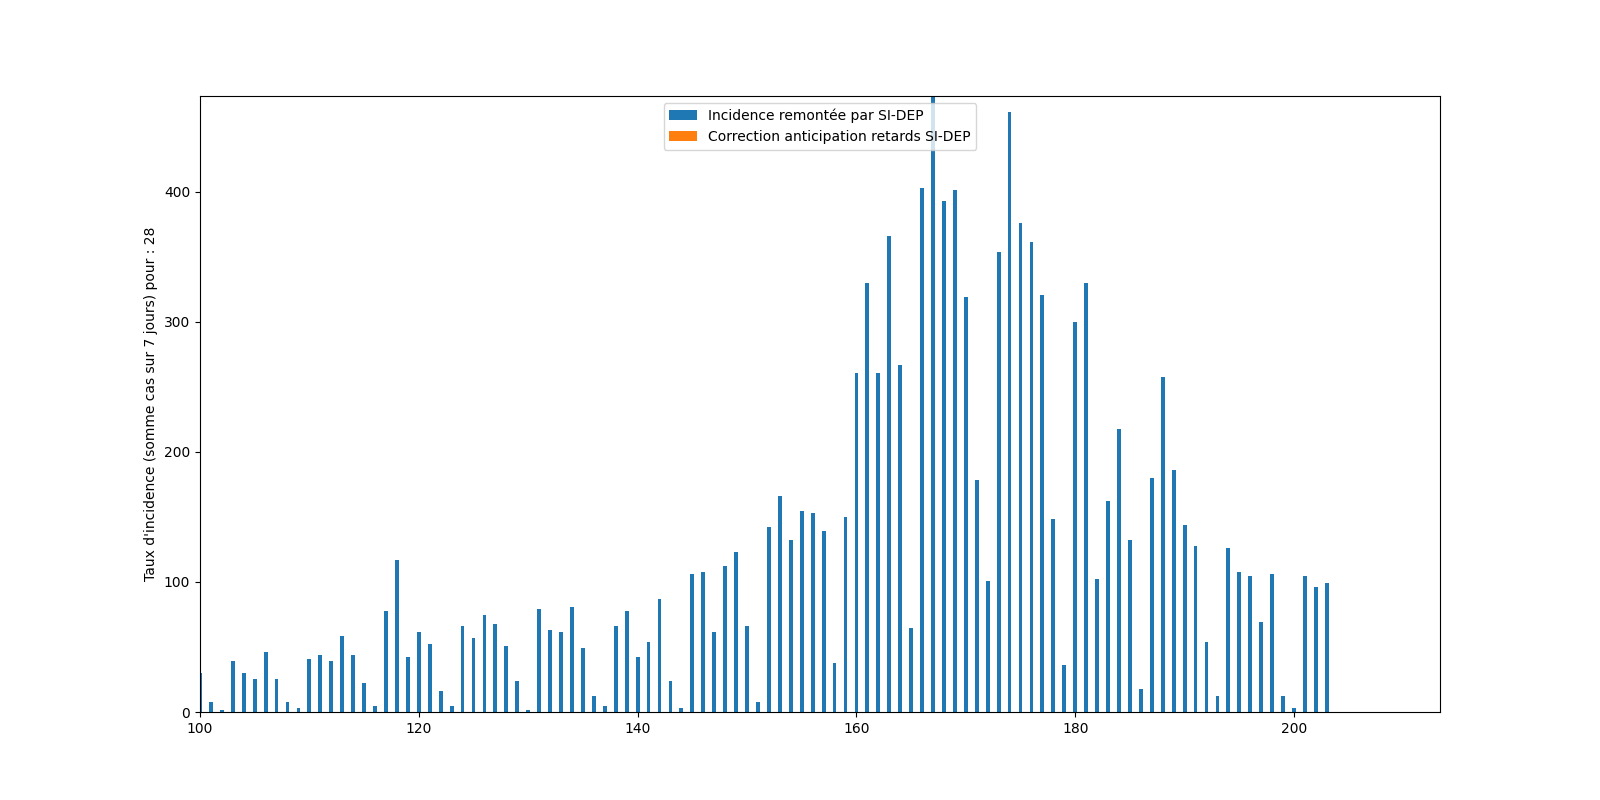 Incidence remontée par SI-DEP
Correction anticipation retards SI-DEP
Taux d'incidence (somme cas sur 7 jours) pour : 28
400
300
200
100
0
100 120 140 160 180 200